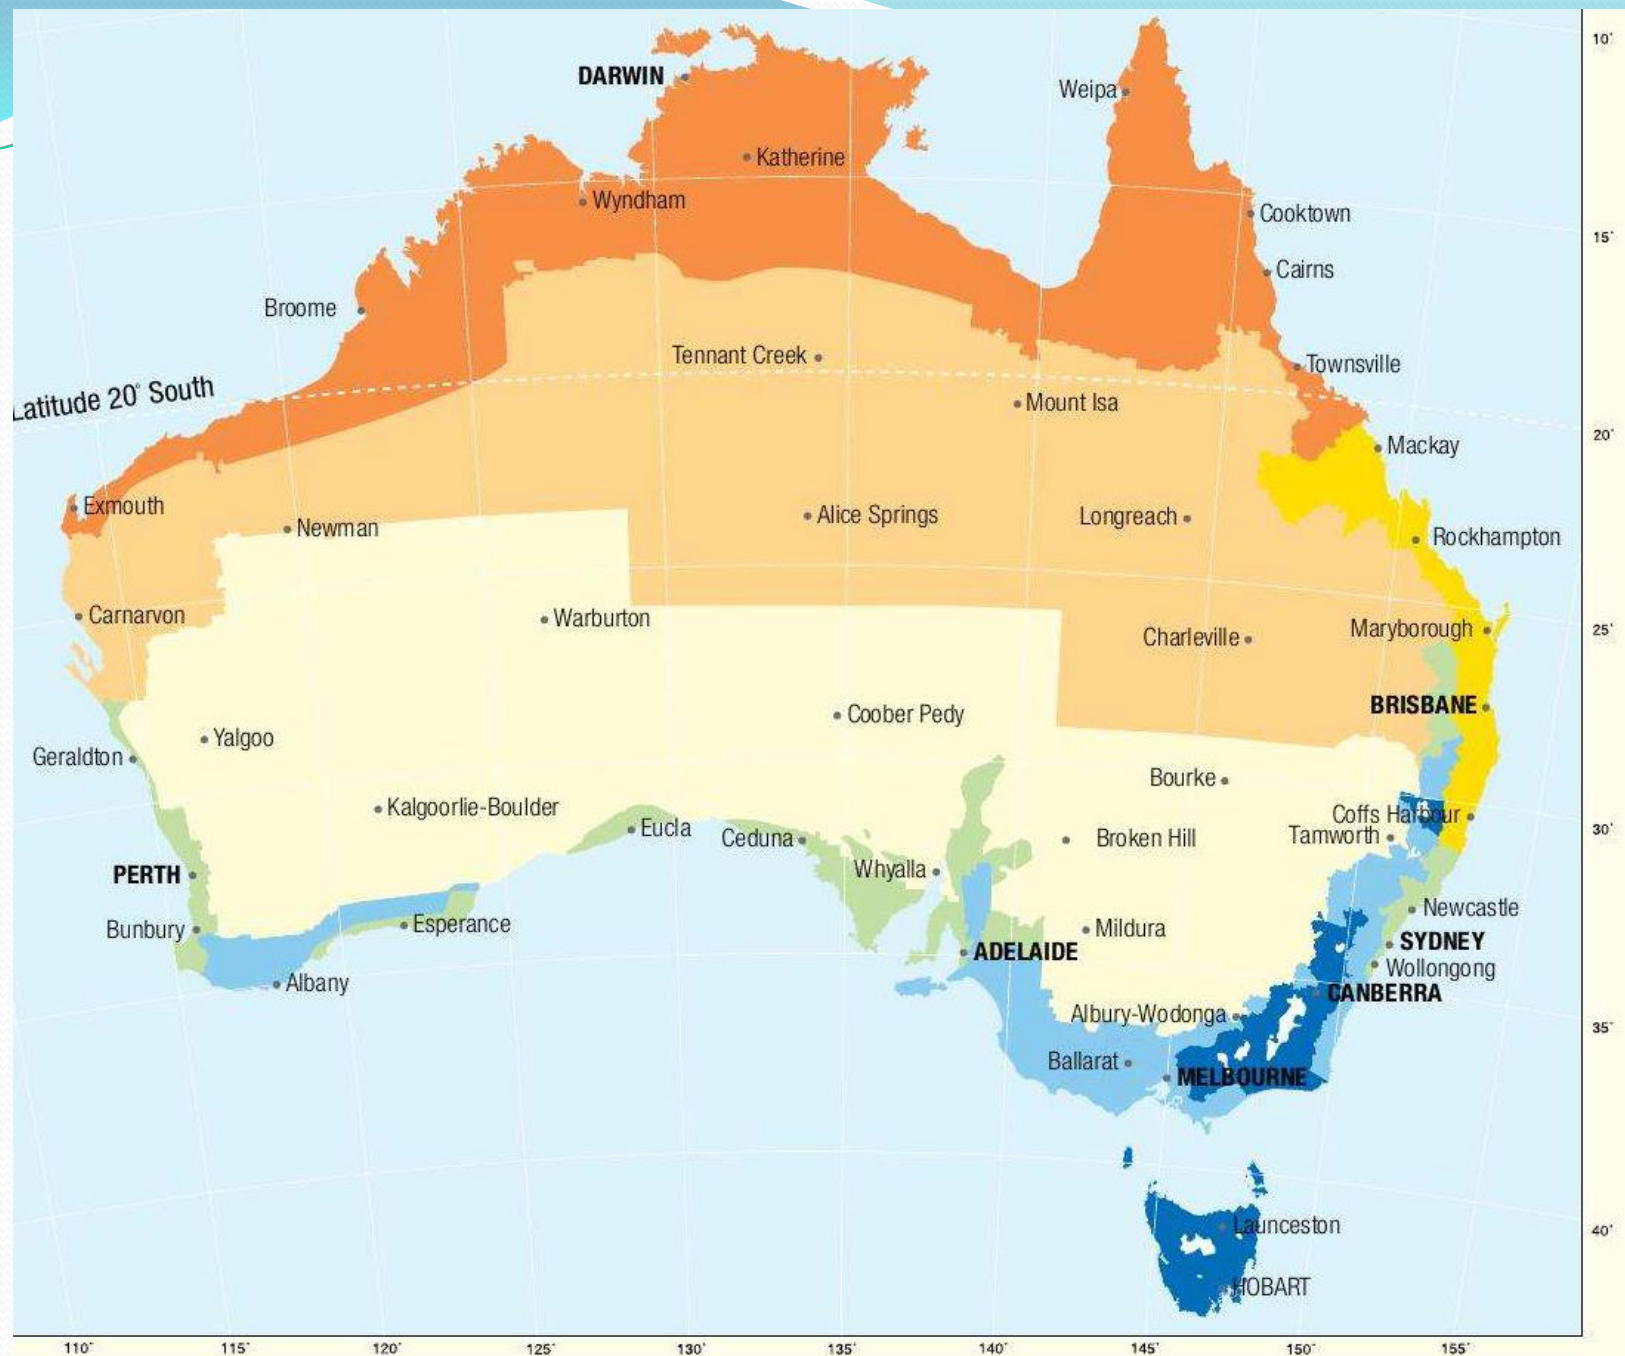 10°
DARWIN
Weipa
Katherine
Wyndham
Cooktown
15°
Cairns
Broome
Tennant Creek
Townsville
Latitude 20° South
Mount Isa
20°
Mackay
Exmouth
Newman
Alice Springs
Longreach
Rockhampton
Carnarvon
Warburton
Charleville
Maryborough
25°
BRISBANE
Coober Pedy
Yalgoo
Geraldton
Bourke
Kalgoorlie-Boulder
Coffs Harbour
Eucla
Ceduna
Broken Hill
Tamworth
30°
Whyalla
PERTH
Newcastle
Bunbury
Esperance
Mildura
SYDNEY
ADELAIDE
Wollongong
Albany
CANBERRA
Albury-Wodonga
35°
Ballarat
MELBOURNE
Launceston
40°
HOBART
110° 115° 120° 125° 130° 135° 140° 145° 150° 155°